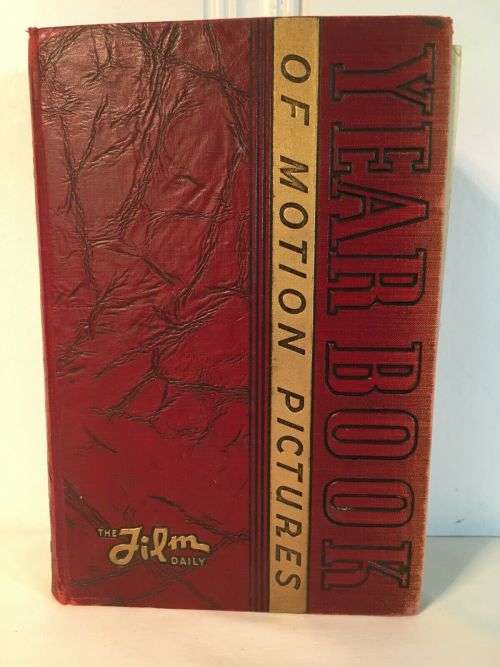 YEAR BOOK
OF MOTION PICTURES
THE
Film
DAILY